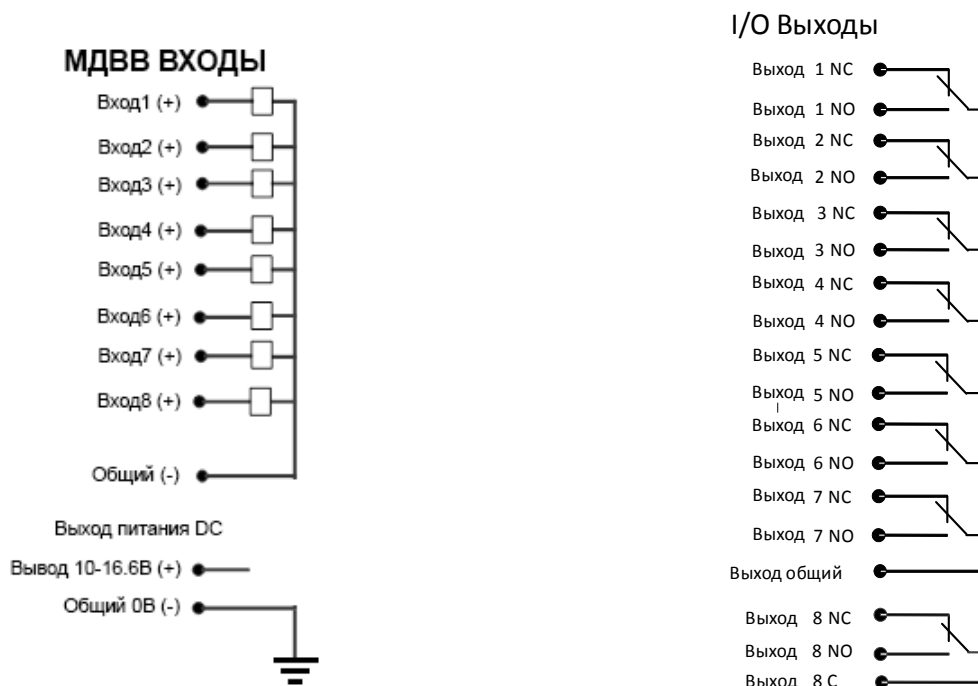 МДВВ ВХОДЫ
Вход1 (+)
Вход2 (+)
Вход3 (+)
Вход4 (+)
Вход5 (+)
Вход6 (+)
Вход7 (+)
Вход8 (+)
Общий (-)
Выход питания DC
Вывод 10-16.6В (+)
Общий 0В (-)
I/O Выходы
Выход 1 NC
Выход 1 NO
Выход 2 NC
Выход 2 NO
Выход 3 NC
Выход 3 NO
Выход 4 NC
Выход 4 NO
Выход 5 NC
Выход 5 NO
Выход 6 NC
Выход 6 NO
Выход 7 NC
Выход 7 NO
Выход общий
Выход 8 NC
Выход 8 NO
Выход 8 C